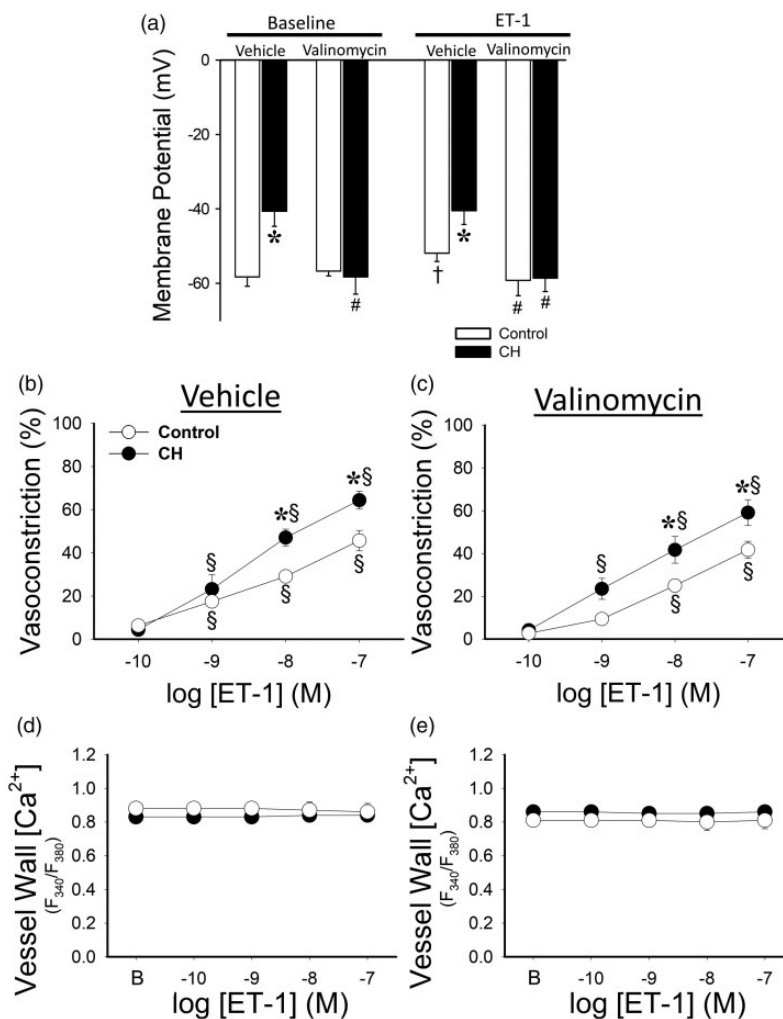 (a)
Baseline ET-1
Vehicle Valinomycin Vehicle Valinomycin
0
-20
-40
-60
Membrane Potential (mV)
* # † * # #
Control
CH
(b) Vehicle
Vasoconstriction (%)
100
80
60
40
20
0
Control
CH
§ § *§ § *§ §
-10 -9 -8 -7
log [ET-1] (M)
(c) Valinomycin
Vasoconstriction (%)
100
80
60
40
20
0
§ *§ § *§ §
-10 -9 -8 -7
log [ET-1] (M)
(d)
Vessel Wall [Ca2+]
(F340/F380)
1.2
1.0
0.8
0.6
0.4
0.2
0.0
B -10 -9 -8 -7
log [ET-1] (M)
(e)
Vessel Wall [Ca2+]
(F340/F380)
1.2
1.0
0.8
0.6
0.4
0.2
0.0
B -10 -9 -8 -7
log [ET-1] (M)